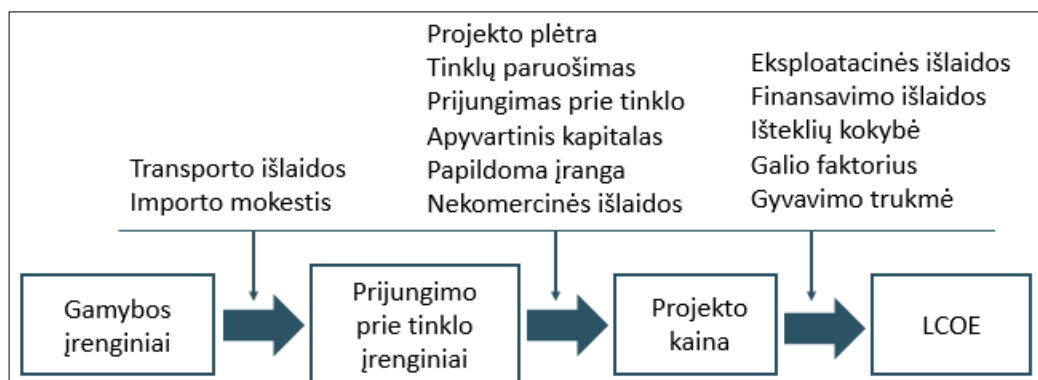 Transporto išlaidos
Importo mokestis
Projekto plėtra
Tinklų paruošimas
Prijungimas prie tinklo
Apyvartinis kapitalas
Papildoma įranga
Nekomercinės išlaidos
Eksploatacinės išlaidos
Finansavimo išlaidos
Išteklių kokybė
Galio faktorius
Gyvavimo trukmė
Gamybos
įrenginiai
Prijungimo
prie tinklo
įrenginiai
Projekto
kaina
LCOE